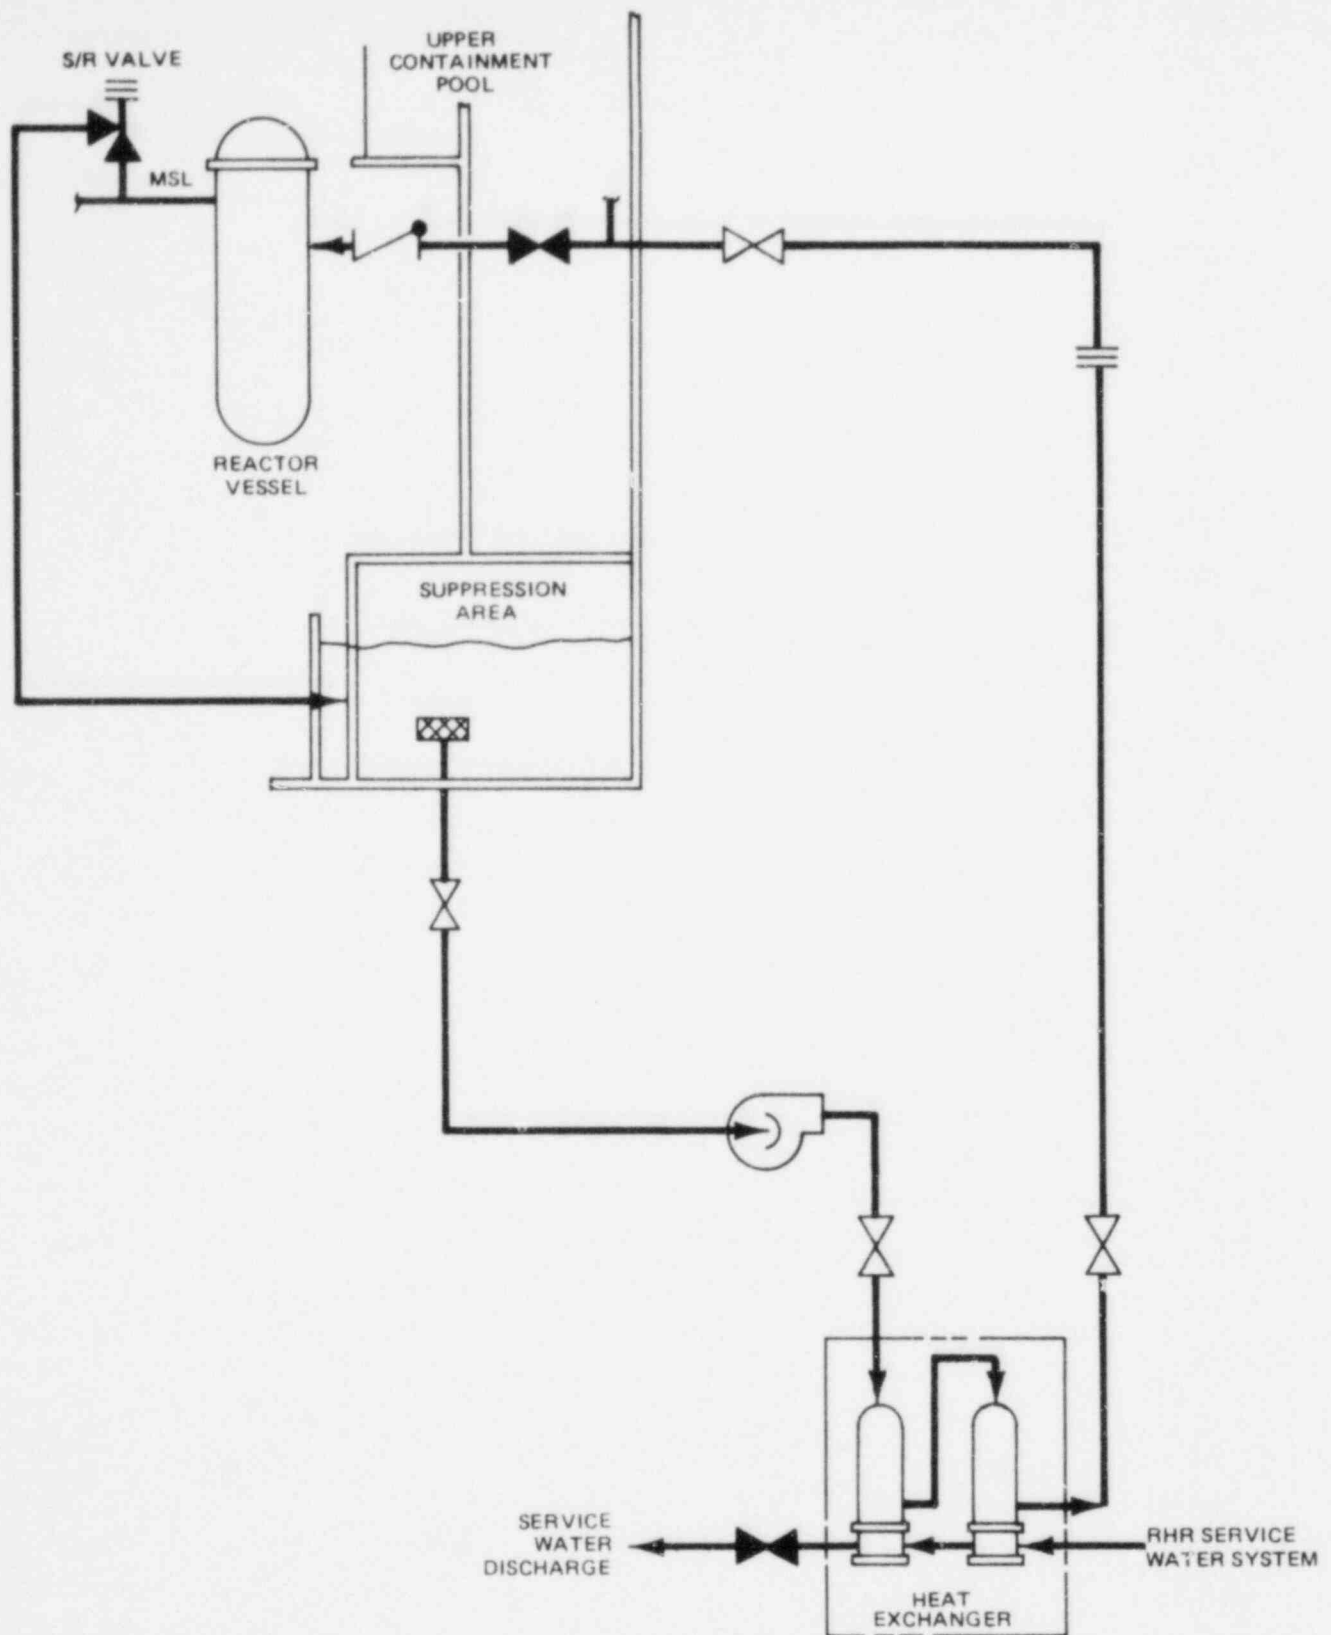 S/R VALVE
UPPER
CONTAINMENT
POOL
MSL
REACTOR
VESSEL
SUPPRESSION
AREA
SERVICE
WATER
DISCHARGE
RHR SERVICE
WATER SYSTEM
HEAT
EXCHANGER